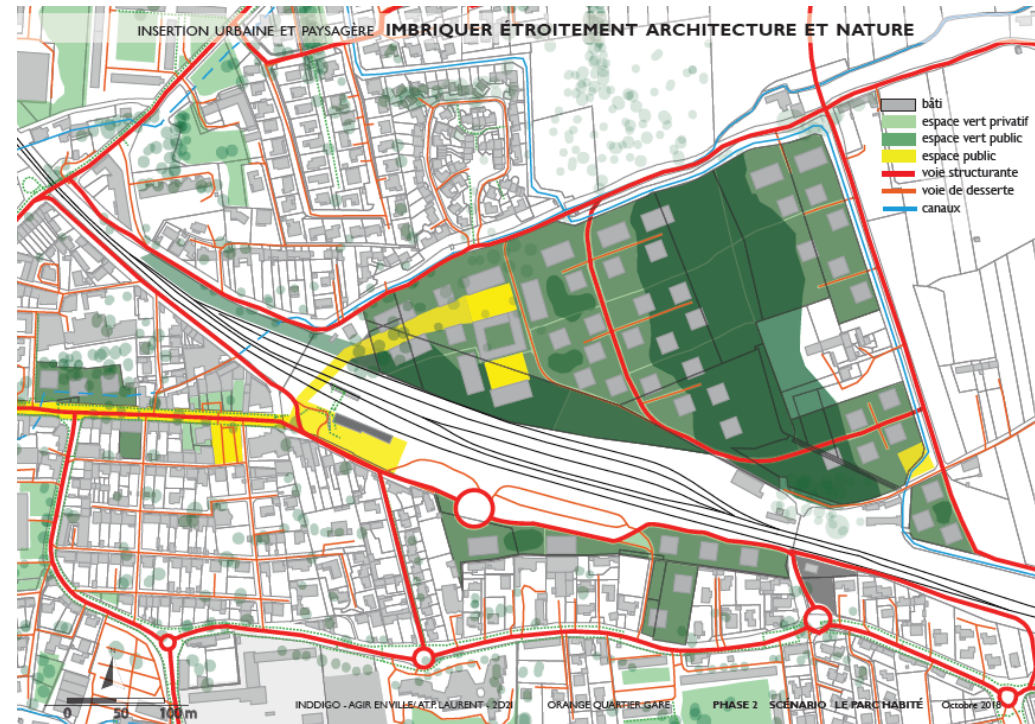 INSERTION URBAINE ET PAYSAGÈRE IMBRIQUER ÉTROITEMENT ARCHITECTURE ET NATURE
bâti
espace vert privatif
espace vert public
espace public
voie structurante
voie de desserte
canaux
0 50 100 m
INDDIGO - AGIR EN VILLE/ AT.P. LAURENT - 2D2I ORANGE QUARTIER GARE PHASE 2 SCÉNARIO LE PARC HABITÉ Octobre 2018